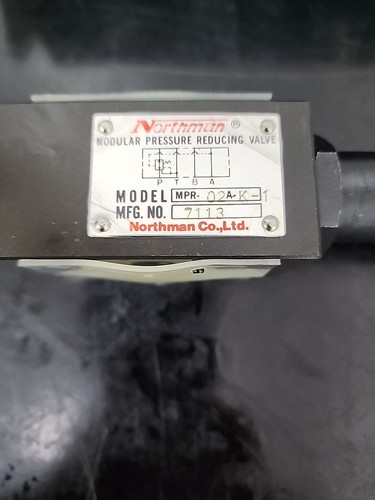 Northman®
MODULAR PRESSURE REDUCING VALVE
P T B A
MODEL MPR-02A-K-1
MFG. NO. 7113
Northman Co.,Ltd.